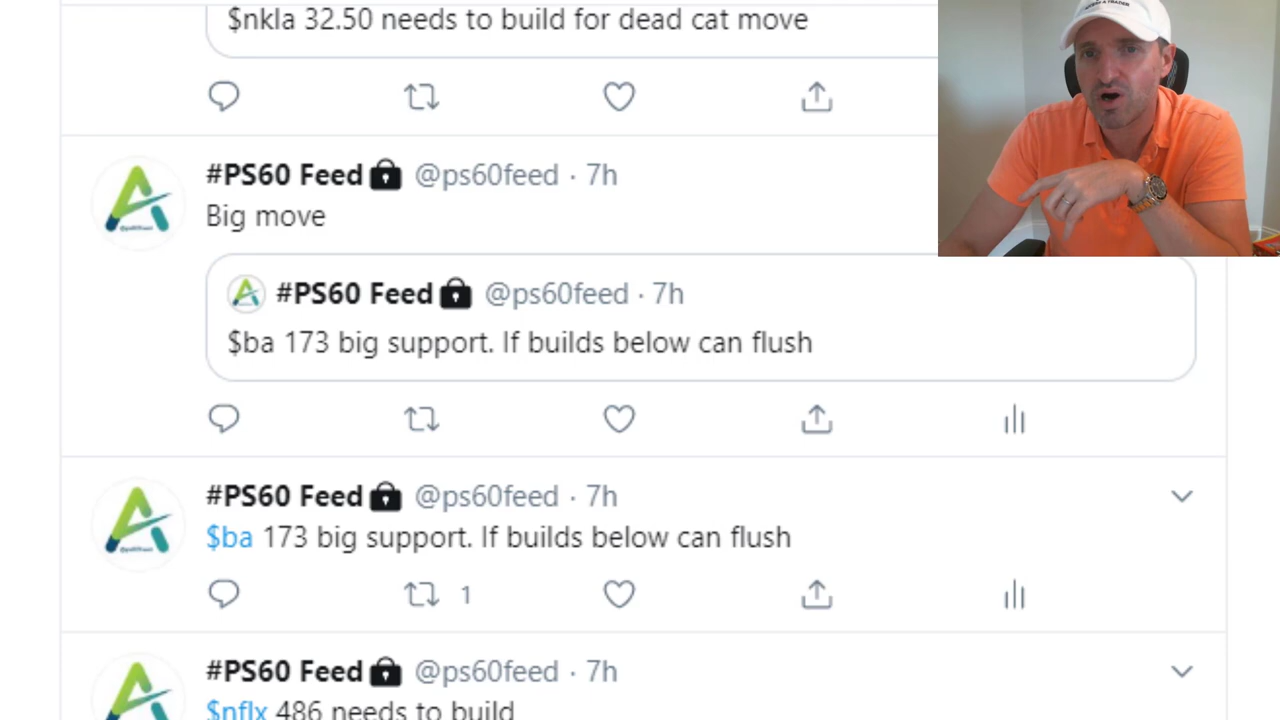 $nkla 32.50 needs to build for dead cat move
#PS60 Feed @ps60feed · 7h
Big move
#PS60 Feed @ps60feed · 7h
$ba 173 big support. If builds below can flush
#PS60 Feed @ps60feed · 7h
$ba 173 big support. If builds below can flush
1
#PS60 Feed @ps60feed · 7h
$nflx 486 needs to build